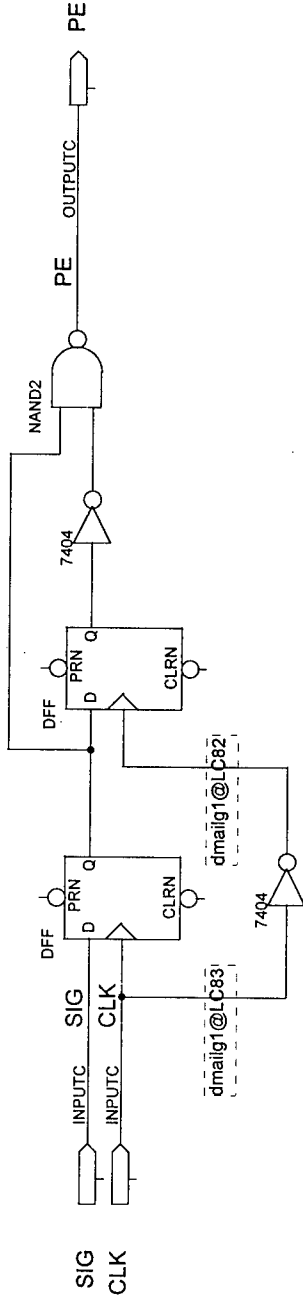 SIG
CLK
INPUTC
INPUTC
SIG
CLK
DFF
D
PRN
Q
CLRN
dmailg1@LC83
7404
DFF
D
PRN
Q
CLRN
dmailg1@LC82
7404
NAND2
PE
OUTPUTC
PE